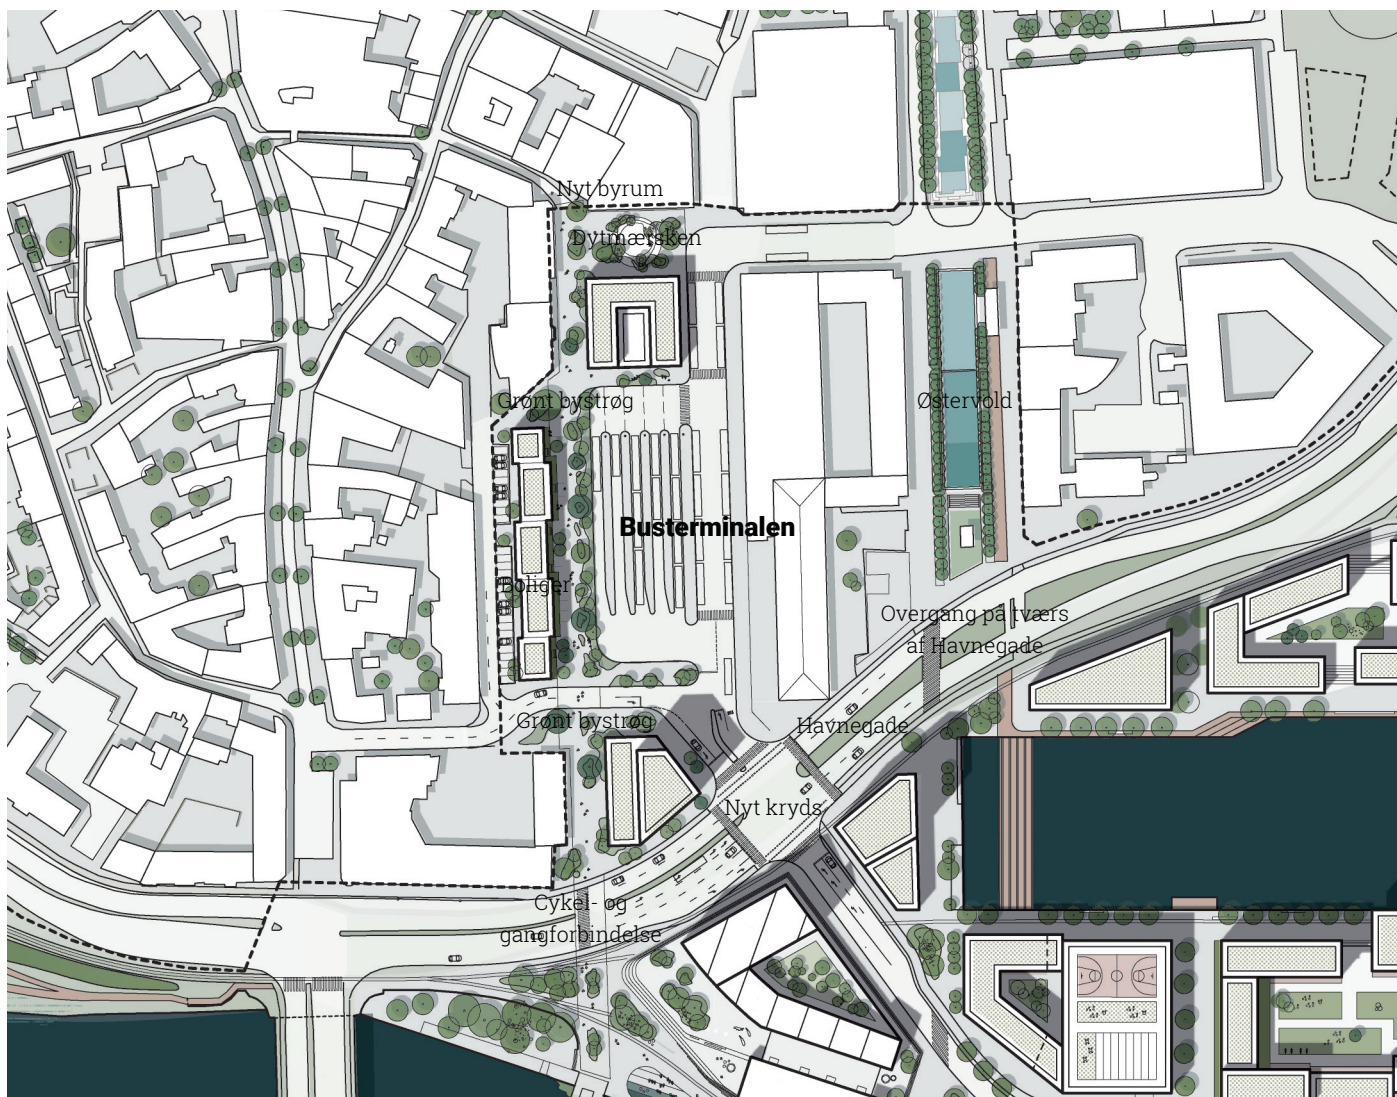 Nyt byrum
Dytmærsken
Grønt bystrøg
Østervold
Busterminalen
Boliger
Overgang på tværs
af Havnegade
Grønt bystrøg
Havnegade
Nyt kryds
Cykel- og
gangforbindelse